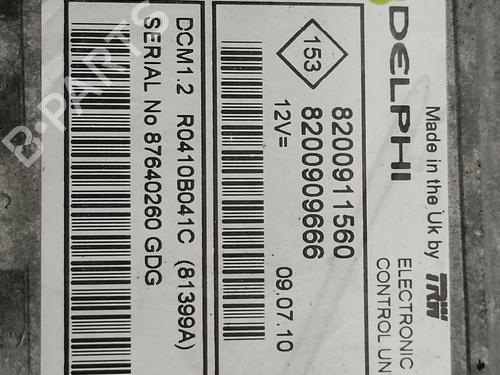 DELPHI
Made in the Uk by TRW
ELECTRONIC
CONTROL UN
153
8200911560
8200909666
12V=
09.07.10
DCM1.2 R0410B041C (81399A)
SERIAL No 87640260 GDG
B-PARTS